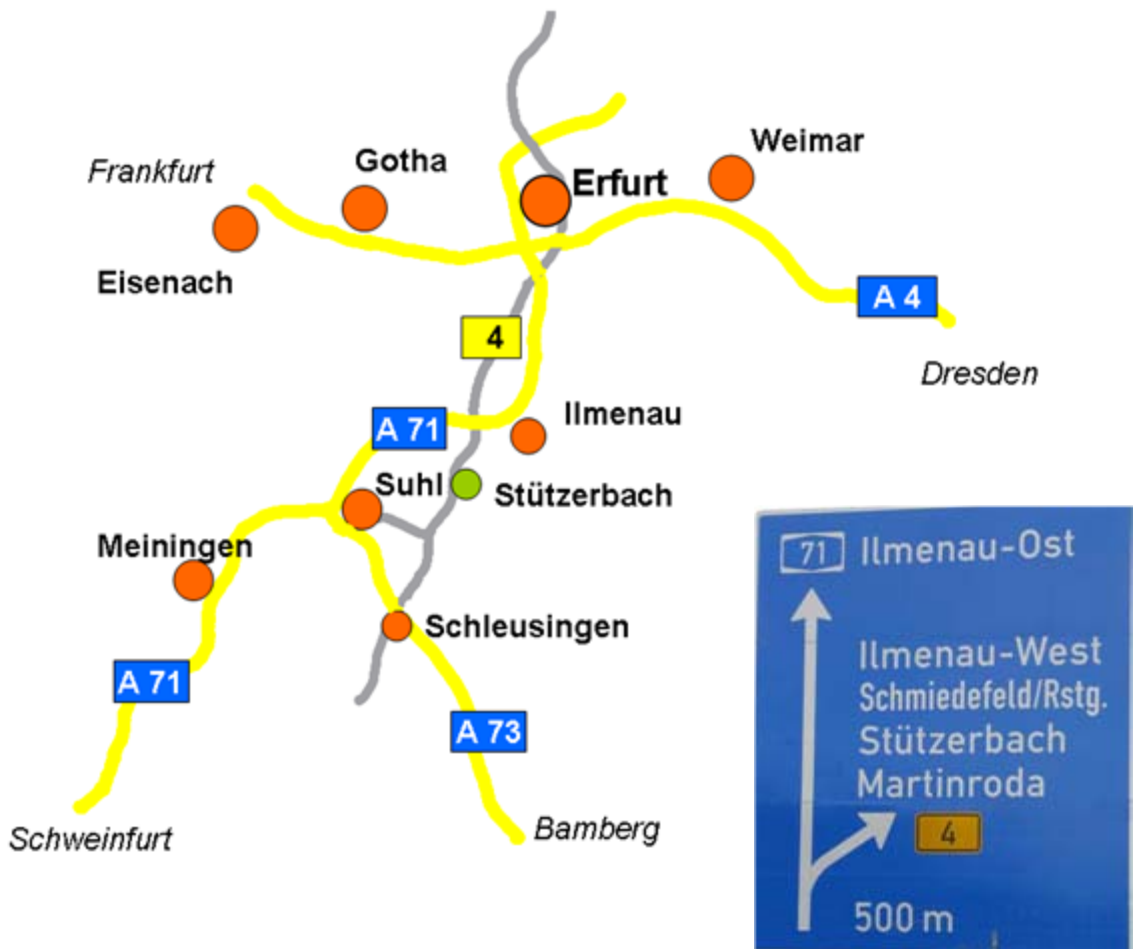 Weimar
Gotha
Frankfurt
Erfurt
Eisenach
A 4
4
Dresden
Ilmenau
A 71
Suhl
Stützerbach
Meiningen
Schleusingen
A 71
A 73
Schweinfurt
Bamberg
71 Ilmenau-Ost
Ilmenau-West
Schmiedefeld/Rstg.
Stützerbach
Martinroda
4
500 m